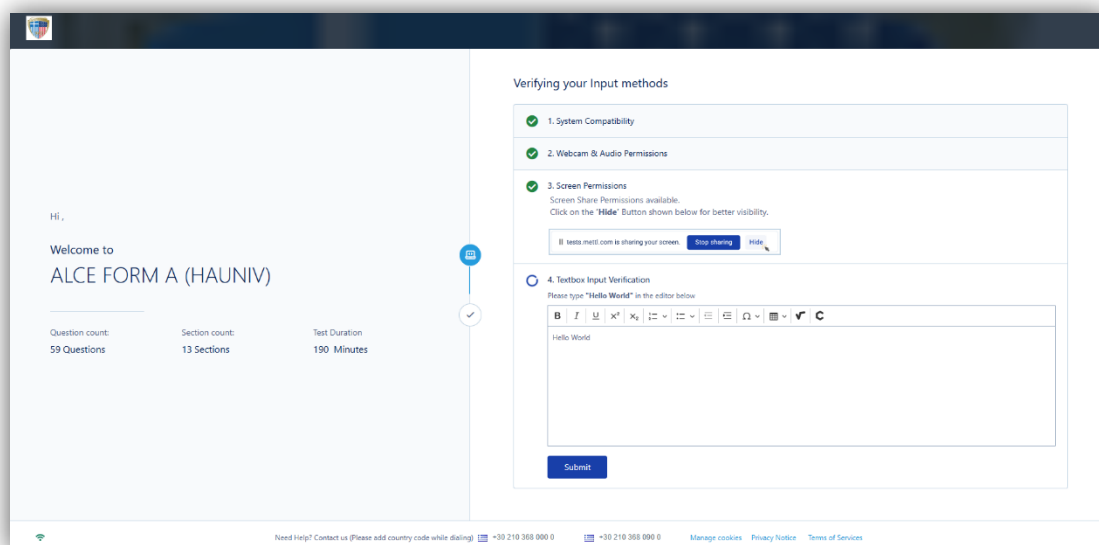 Verifying your Input methods
1. System Compatibility
2. Webcam & Audio Permissions
3. Screen Permissions
Screen Share Permissions available.
Click on the "Hide" Button shown below for better visibility.
|| tests.mettl.com is sharing your screen. Stop sharing Hide
4. Textbox Input Verification
Please type "Hello World" in the editor below
B I U x² x₂ Ω C
Hello World
Submit
Hi ,
Welcome to
ALCE FORM A (HAUNIV)
Question count: Section count: Test Duration
59 Questions 13 Sections 190 Minutes
Need Help? Contact us (Please add country code while dialing) +30 210 368 000 0 +30 210 368 090 0 Manage cookies Privacy Notice Terms of Services